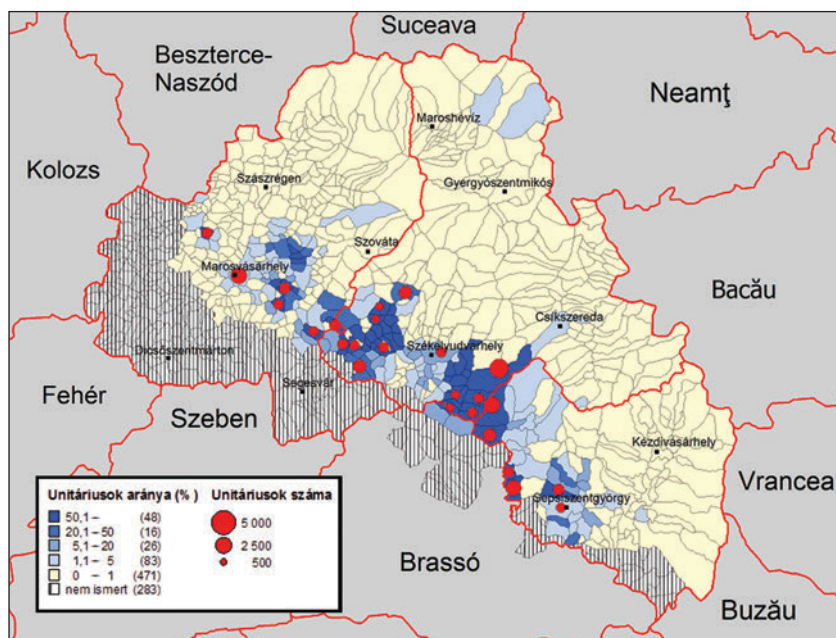 Suceava
Beszterce-
Naszód
Neamţ
Maroshévíz
Kolozs
Szászrégen
Gyergyószentmikós
Szováta
Marosvásárhely
Bacău
Csíkszereda
Dicsőszentmárton
Székelyudvarhely
Fehér
Segesvár
Szeben
Kézdivásárhely
Vrancea
Sepsiszentgyörgy
Brassó
Buzău
Unitáriusok aránya (% )
50,1 – (48)
20,1 – 50 (16)
5,1 – 20 (26)
1,1 – 5 (83)
0 – 1 (471)
nem ismert (283)
Unitáriusok száma
5 000
2 500
500